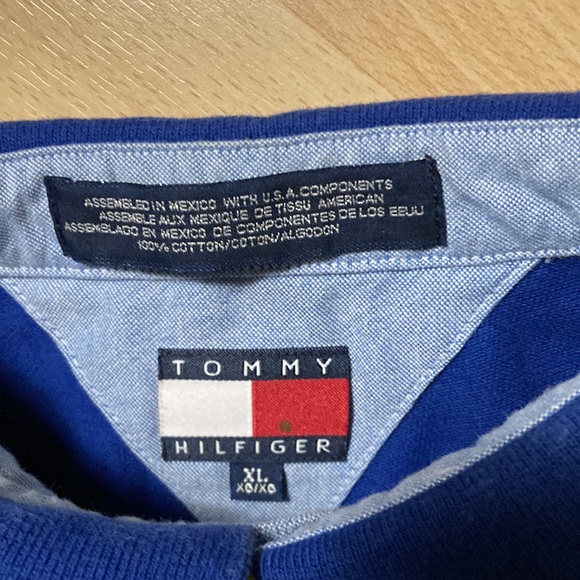 ASSEMBLED IN MEXICO WITH U.S.A. COMPONENTS
ASSEMBLE AUX MEXIQUE DE TISSU AMERICAN
ASSEMBLADO EN MEXICO DE COMPONENTES DE LOS EEUU
100% COTTON/COTON/ALGODON
TOMMY
HILFIGER
XL
XG/XG